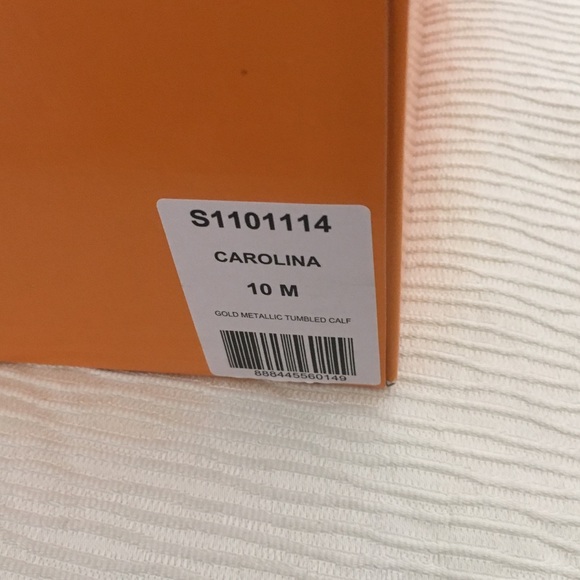 S1101114
CAROLINA
10 M
GOLD METALLIC TUMBLED CALF
888445560149